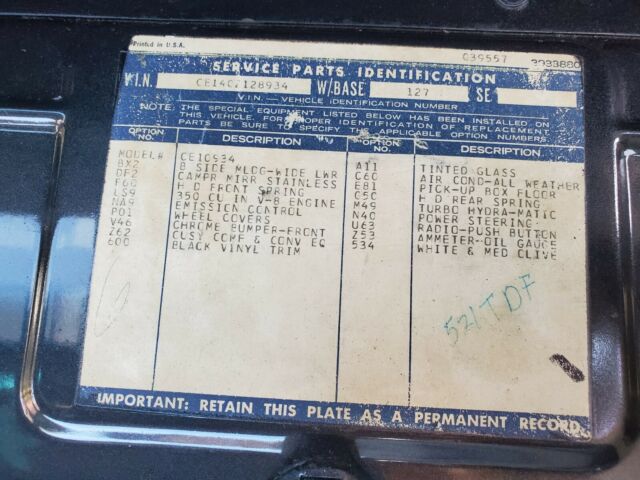 Printed in U.S.A. 039557 3933880
SERVICE PARTS IDENTIFICATION
V.I.N. CE140Z128934 W/BASE 127 SE
V.I.N. — VEHICLE IDENTIFICATION NUMBER
NOTE: THE SPECIAL EQUIPMENT LISTED BELOW HAS BEEN INSTALLED ON
THIS VEHICLE. FOR PROPER IDENTIFICATION OF REPLACEMENT
PARTS BE SURE TO SPECIFY THE APPLICABLE OPTION NUMBERS.
OPTION NO. DESCRIPTION OPTION NO. DESCRIPTION
MODEL# CE10934 A11 TINTED GLASS
BX2 B SIDE MLDG-WIDE LWR C60 AIR COND-ALL WEATHER
DF2 CAMPR MIRR STAINLESS E81 PICK-UP BOX FLOOR
F60 H D FRONT SPRING G50 H D REAR SPRING
LS9 350 CU IN V-8 ENGINE M49 TURBO HYDRA-MATIC
NA9 EMISSION CONTROL N40 POWER STEERING
P01 WHEEL COVERS U63 RADIO-PUSH BUTTON
V46 CHROME BUMPER-FRONT Z53 AMMETER-OIL GAUGE
Z62 CUSY COMF & CONV EQ 534 WHITE & MED OLIVE
600 BLACK VINYL TRIM
521TDF
IMPORTANT: RETAIN THIS PLATE AS A PERMANENT RECORD